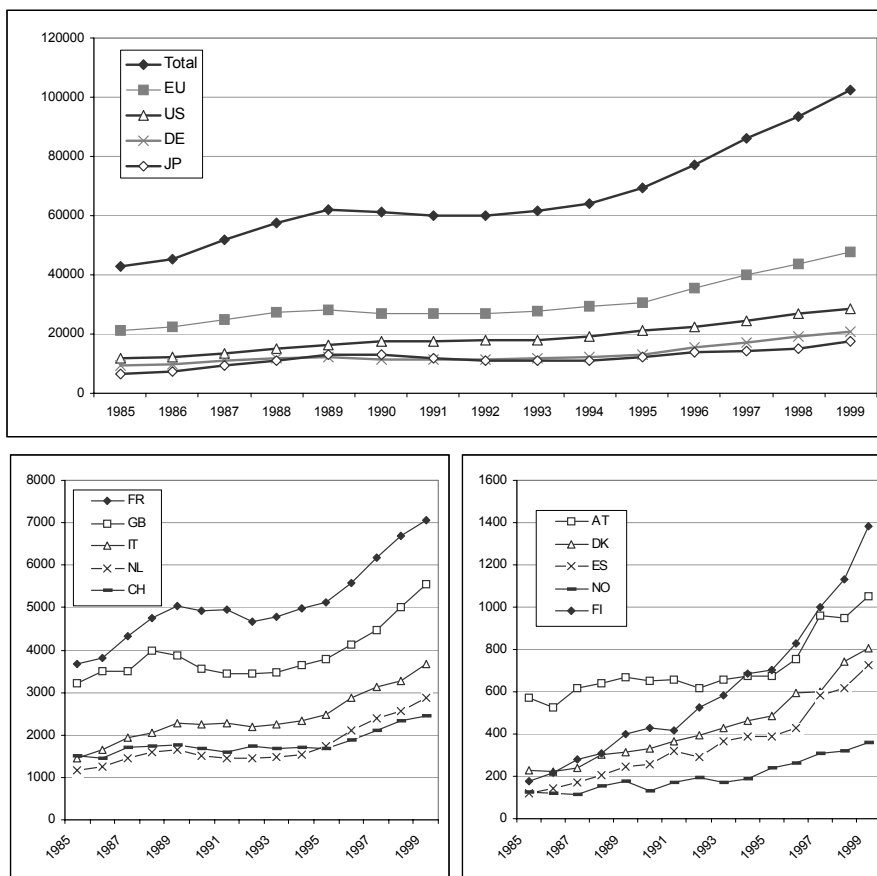 120000
100000
80000
60000
40000
20000
0
Total
EU
US
DE
JP
1985 1986 1987 1988 1989 1990 1991 1992 1993 1994 1995 1996 1997 1998 1999
8000
7000
6000
5000
4000
3000
2000
1000
0
FR
GB
IT
NL
CH
1985 1987 1989 1991 1993 1995 1997 1999
1600
1400
1200
1000
800
600
400
200
0
AT
DK
ES
NO
FI
1985 1987 1989 1991 1993 1995 1997 1999